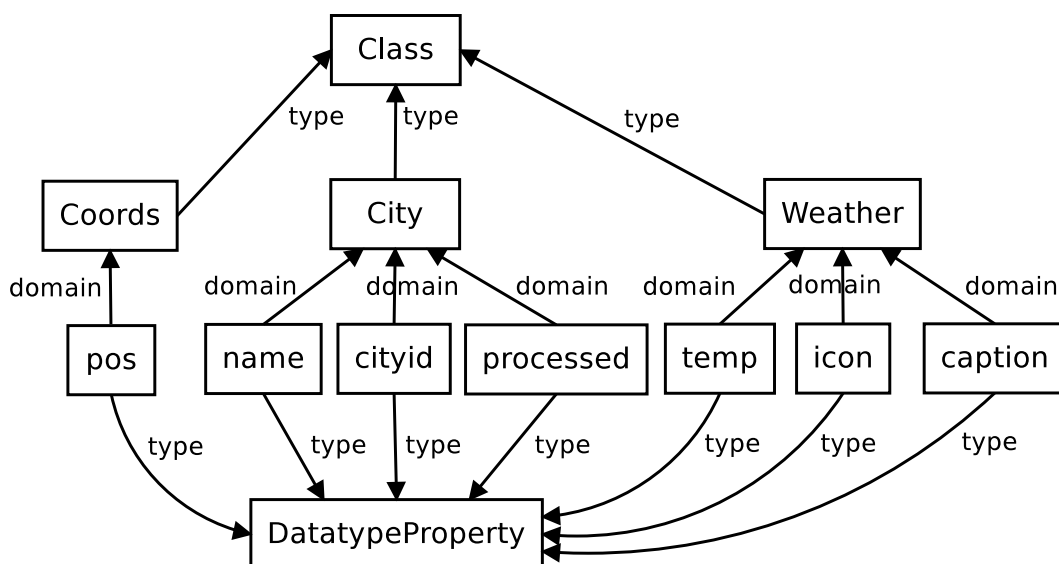 Class
type type type
Coords City Weather
domain domain domain domain domain domain domain
pos name cityid processed temp icon caption
type type type type type type type
DatatypeProperty